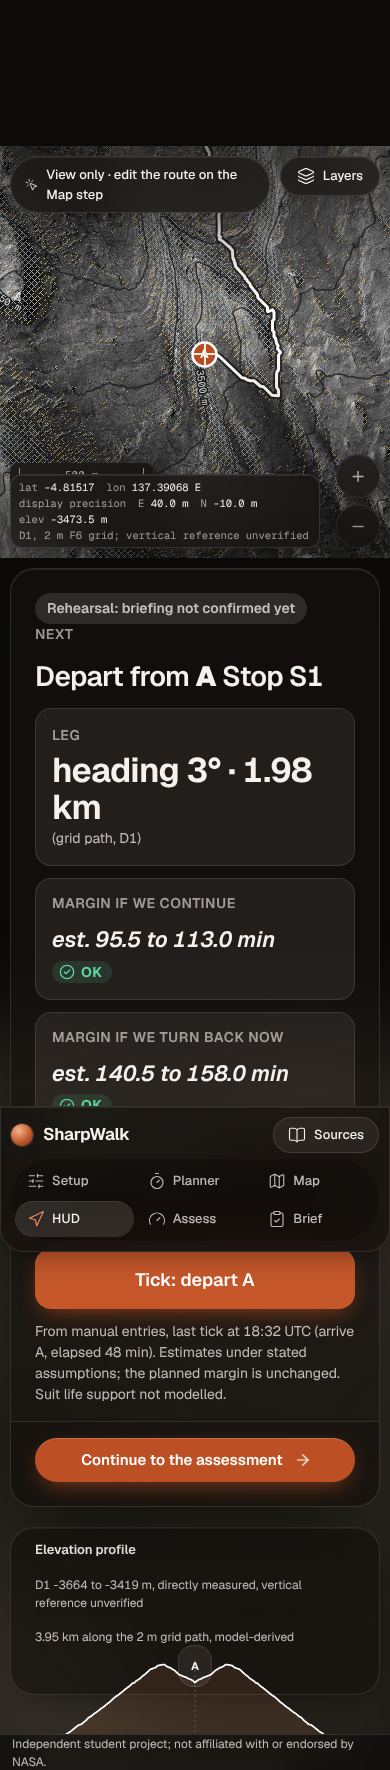 View only · edit the route on the
Map step
Layers
50 m
3500 m
500 m
lat -4.81517 lon 137.39068 E
display precision E 40.0 m N -10.0 m
elev -3473.5 m
D1, 2 m F6 grid; vertical reference unverified
+
−
Rehearsal: briefing not confirmed yet
NEXT
Depart from A Stop S1
LEG
heading 3° · 1.98
km
(grid path, D1)
MARGIN IF WE CONTINUE
est. 95.5 to 113.0 min
OK
MARGIN IF WE TURN BACK NOW
est. 140.5 to 158.0 min
OK
SharpWalk
Sources
Setup
Planner
Map
HUD
Assess
Brief
Tick: depart A
From manual entries, last tick at 18:32 UTC (arrive
A, elapsed 48 min). Estimates under stated
assumptions; the planned margin is unchanged.
Suit life support not modelled.
Continue to the assessment →
Elevation profile
D1 -3664 to -3419 m, directly measured, vertical
reference unverified
3.95 km along the 2 m grid path, model-derived
A
Independent student project; not affiliated with or endorsed by
NASA.